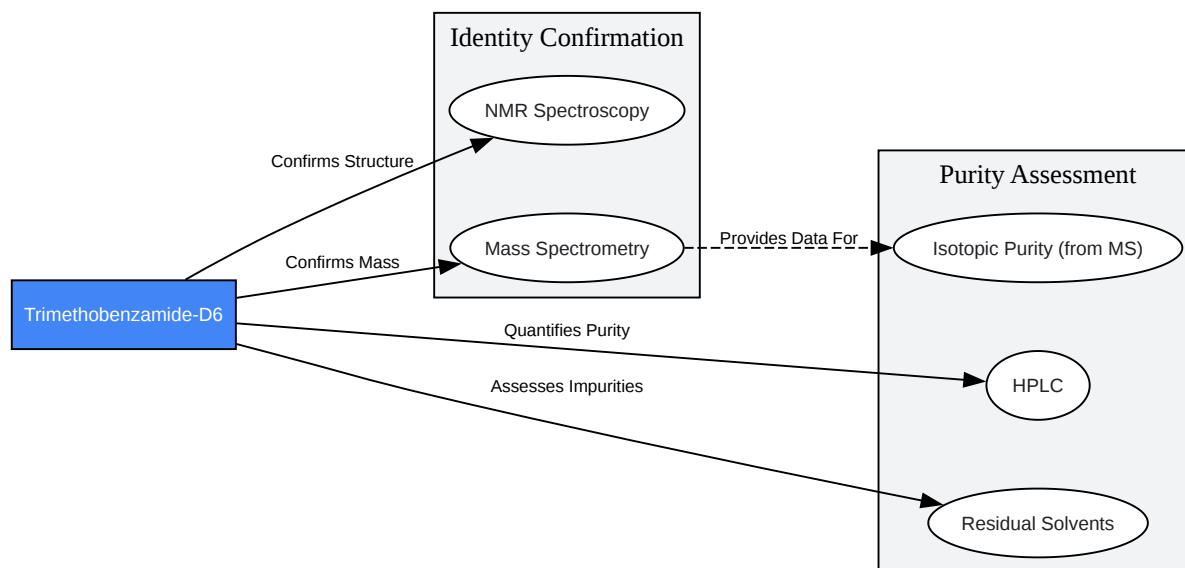 Identity Confirmation
NMR Spectroscopy
Confirms Structure
Purity Assessment
Mass Spectrometry
Provides Data For
Isotopic Purity (from MS)
Confirms Mass
Trimethobenzamide-D6
Quantifies Purity
HPLC
Assesses Impurities
Residual Solvents